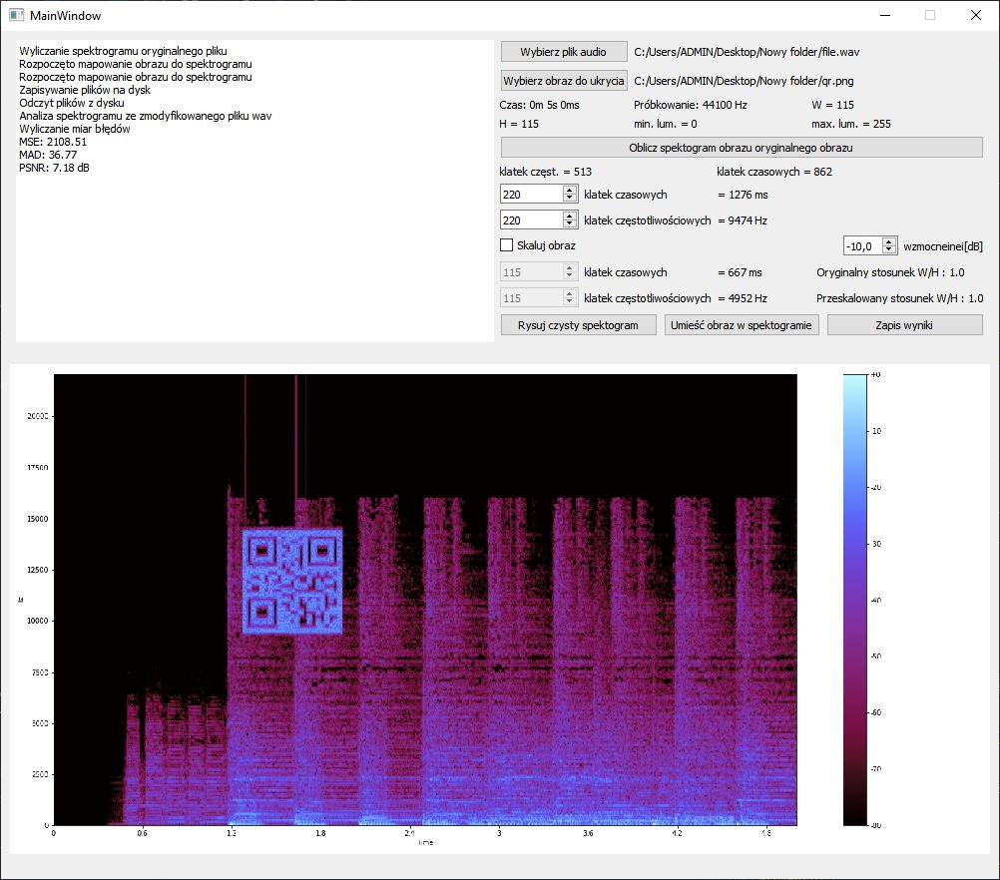 MainWindow
Wyliczanie spektrogramu oryginalnego pliku
Rozpoczęto mapowanie obrazu do spektrogramu
Rozpoczęto mapowanie obrazu do spektrogramu
Zapisywanie plików na dysk
Odczyt plików z dysku
Analiza spektrogramu ze zmodyfikowanego pliku wav
Wyliczanie miar błędów
MSE: 2108.51
MAD: 36.77
PSNR: 7.18 dB
Wybierz plik audio C:/Users/ADMIN/Desktop/Nowy folder/file.wav
Wybierz obraz do ukrycia C:/Users/ADMIN/Desktop/Nowy folder/qr.png
Czas: 0m 5s 0ms Próbkowanie: 44100 Hz W = 115
H = 115 min. lum. = 0 max. lum. = 255
Oblicz spektogram obrazu oryginalnego obrazu
klatek częst. = 513 klatek czasowych = 862
220 klatek czasowych = 1276 ms
220 klatek częstotliwościowych = 9474 Hz
Skaluj obraz -10,0 wzmocneinei[dB]
115 klatek czasowych = 667 ms Oryginalny stosunek W/H : 1.0
115 klatek częstotliwościowych = 4952 Hz Przeskalowany stosunek W/H : 1.0
Rysuj czysty spektogram Umieść obraz w spektogramie Zapis wyniki
20000
17500
15000
12500
10000
7500
5000
2500
0
Hz
0 0.6 1.2 1.8 2.4 3 3.6 4.2 4.8
Time
+0
-10
-20
-30
-40
-50
-60
-70
-80